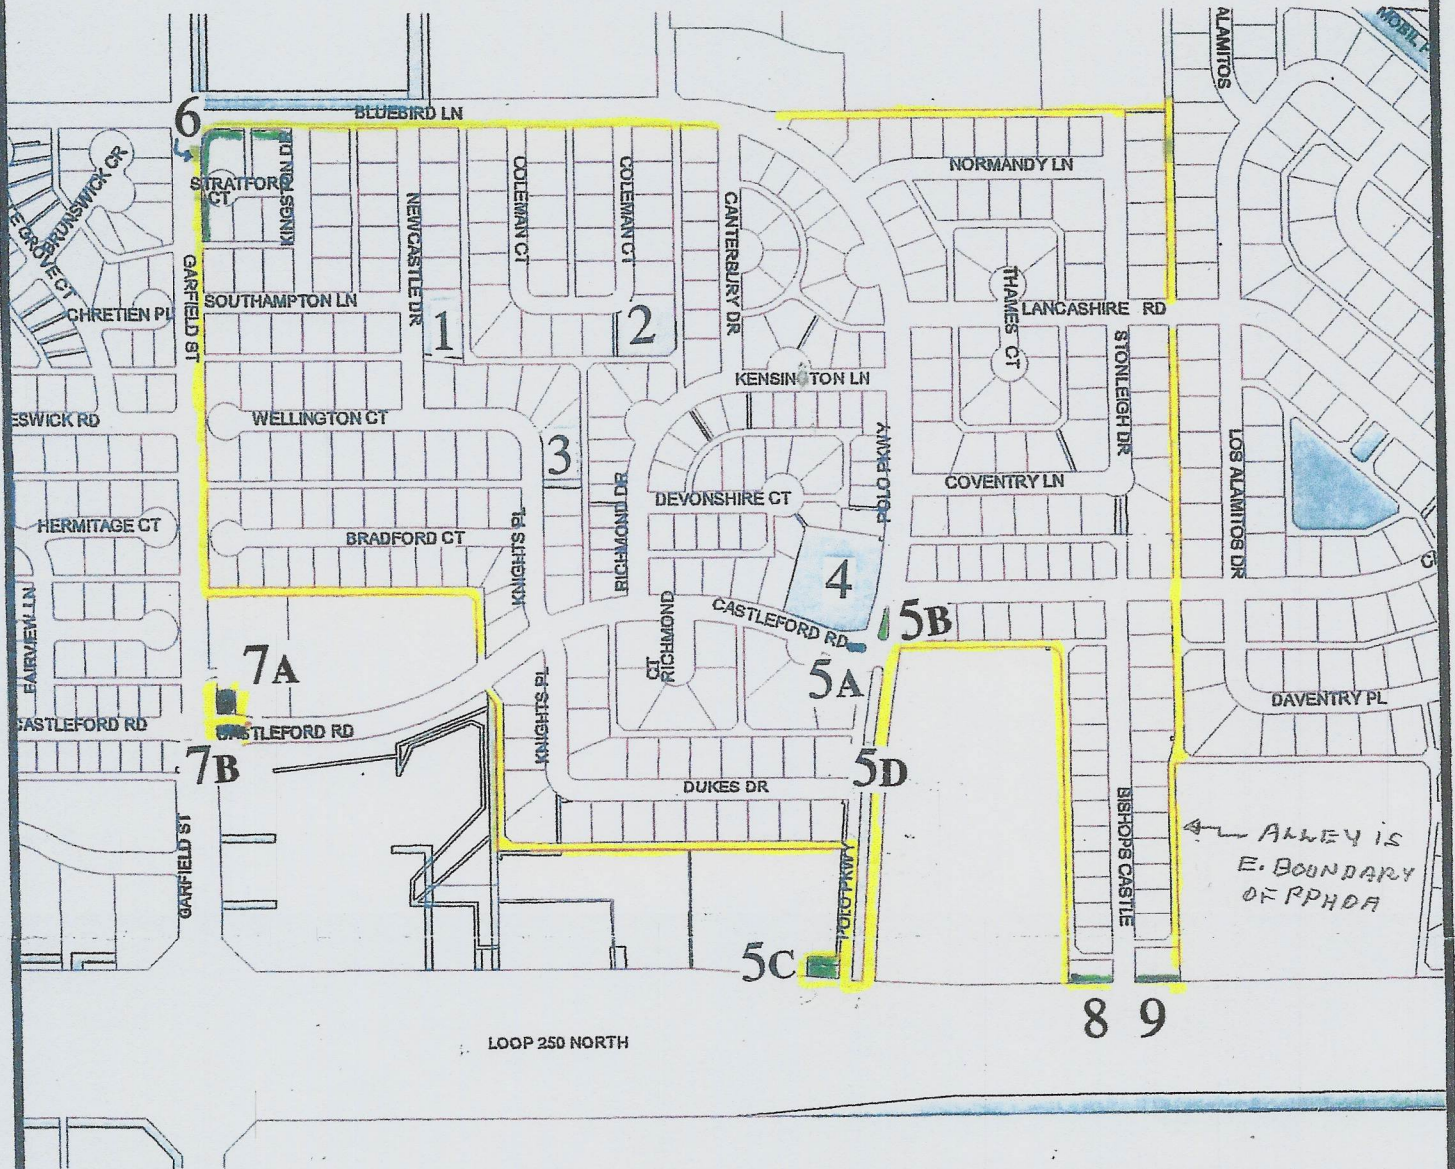 ALAMITOS
BLUEBIRD LN
6
BRUNSWICK CR
STRATFORD
CT
KINGSTON DR
NORMANDY LN
E GROVE CT
NEWCASTLE DR
COLEMAN CT
COLEMAN CT
CANTERBURY DR
GARFIELD ST
SOUTHAMPTON LN
CHRETIEN PL
THAMES CT
LANCASHIRE RD
1
2
STONLEIGH DR
KENSINGTON LN
ESWICK RD
WELLINGTON CT
3
POLO PKWY
LOS ALAMITOS DR
RICHMOND DR
DEVONSHIRE CT
COVENTRY LN
HERMITAGE CT
BRADFORD CT
KNIGHTS PL
4
FAIRVIEW LN
RICHMOND
CT
CASTLEFORD RD
5B
7A
5A
KNIGHTS PL
DAVENTRY PL
CASTLEFORD RD
CASTLEFORD RD
7B
5D
DUKES DR
BISHOPS CASTLE
GARFIELD ST
ALLEY IS
E. BOUNDARY
OF PPHOA
POLO PKWY
5C
8
9
LOOP 250 NORTH